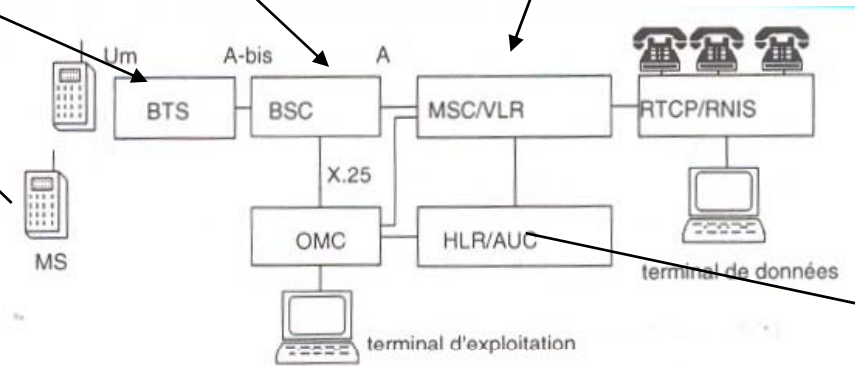 Um
A-bis
A
BTS
BSC
MSC/VLR
RTCP/RNIS
X.25
MS
OMC
HLR/AUC
terminal de données
terminal d'exploitation